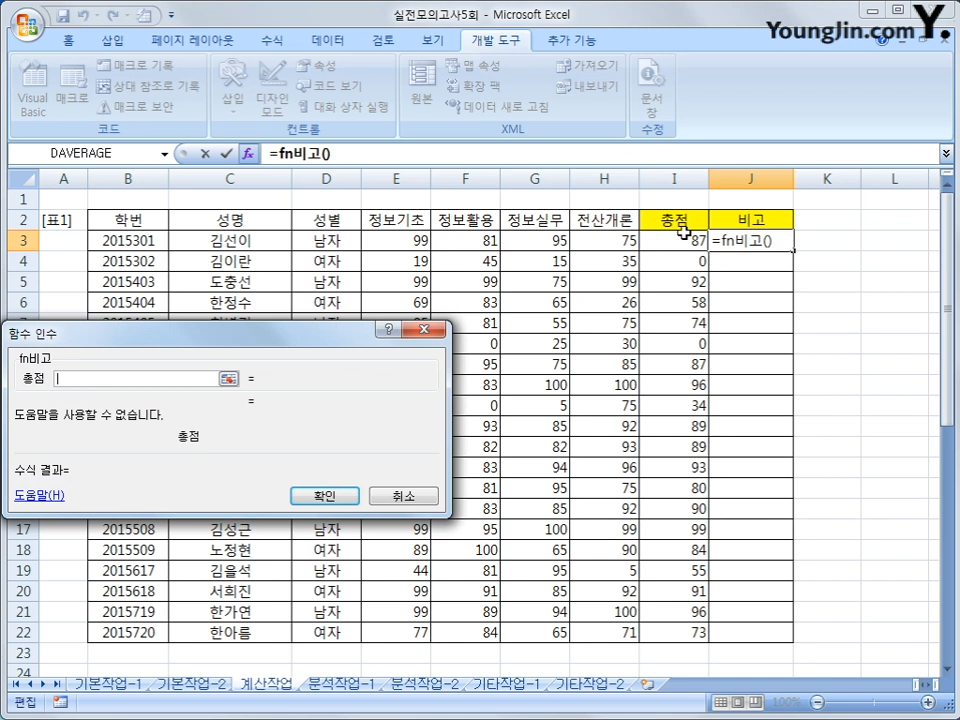 실전모의고사5회 - Microsoft Excel
YoungJin.com Y.
홈 삽입 페이지 레이아웃 수식 데이터 검토 보기 개발 도구 추가 기능
Visual Basic
매크로
매크로 기록
상대 참조로 기록
매크로 보안
코드
삽입
디자인 모드
속성
코드 보기
대화 상자 실행
컨트롤
원본
맵 속성
확장 팩
데이터 새로 고침
가져오기
내보내기
XML
문서 창
수정
DAVERAGE fx =fn비고()
A B C D E F G H I J K L
1
2 [표1] 학번 성명 성별 정보기초 정보활용 정보실무 전산개론 총점 비고
3 2015301 김선이 남자 99 81 95 75 87 =fn비고()
4 2015302 김이란 여자 19 45 15 35 0
5 2015403 도충선 남자 99 99 75 99 92
6 2015404 한정수 여자 69 83 65 26 58
81 55 75 74
0 25 30 0
95 75 85 87
83 100 100 96
0 5 75 34
93 85 92 89
82 82 93 89
83 94 96 93
81 95 75 80
83 85 92 90
17 2015508 김성근 남자 99 95 100 99 99
18 2015509 노정현 여자 89 100 65 90 84
19 2015617 김을석 남자 44 81 95 5 55
20 2015618 서희진 여자 99 91 85 92 91
21 2015719 한가연 남자 99 89 94 100 96
22 2015720 한아름 여자 77 84 65 71 73
23
24
함수 인수
fn비고
총점 =
=
도움말을 사용할 수 없습니다.
총점
수식 결과=
도움말(H) 확인 취소
기본작업-1 기본작업-2 계산작업 분석작업-1 분석작업-2 기타작업-1 기타작업-2
편집 100%